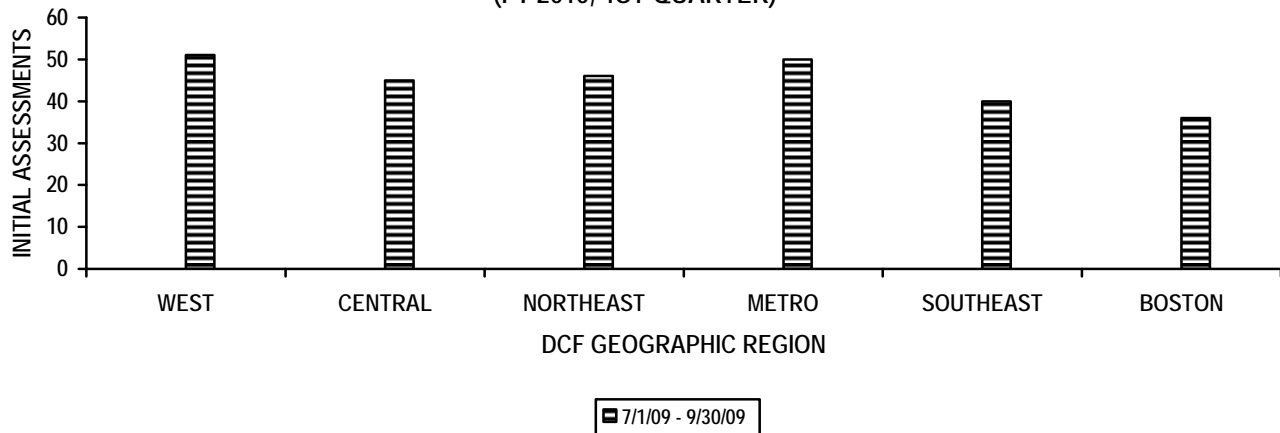 60
50
40
30
20
10
0
INITIAL ASSESSMENTS
WEST CENTRAL NORTHEAST METRO SOUTHEAST BOSTON
DCF GEOGRAPHIC REGION
7/1/09 - 9/30/09